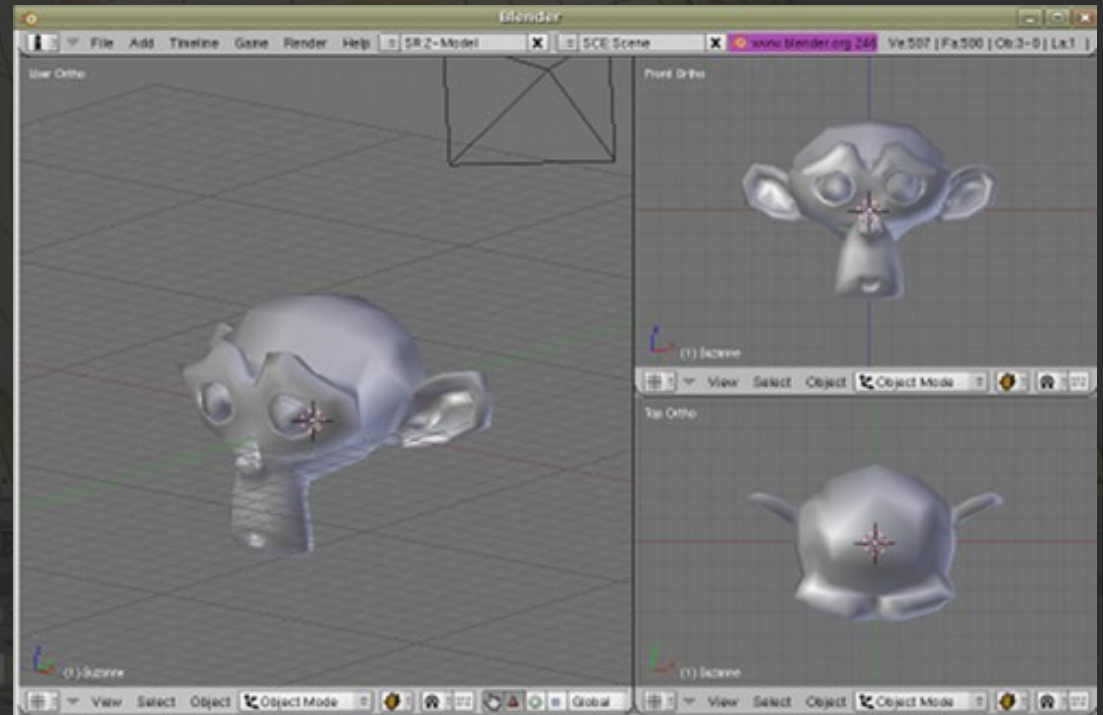 Blender
File Add Timeline Game Render Help SR:2-Model X SCE:Scene X www.blender.org 246 Ve:507 | Fa:500 | Ob:3-0 | La:1 |
User Ortho
Front Ortho
(1) Suzanne
View Select Object Object Mode
Top Ortho
(1) Suzanne
(1) Suzanne
View Select Object Object Mode Global
View Select Object Object Mode